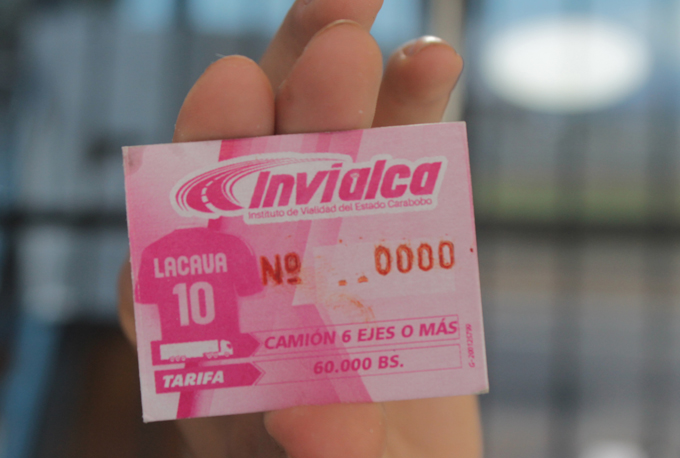 Invialca
Instituto de Vialidad del Estado Carabobo
LACAVA
10
Nº 0000
CAMIÓN 6 EJES O MÁS
TARIFA
60.000 BS.